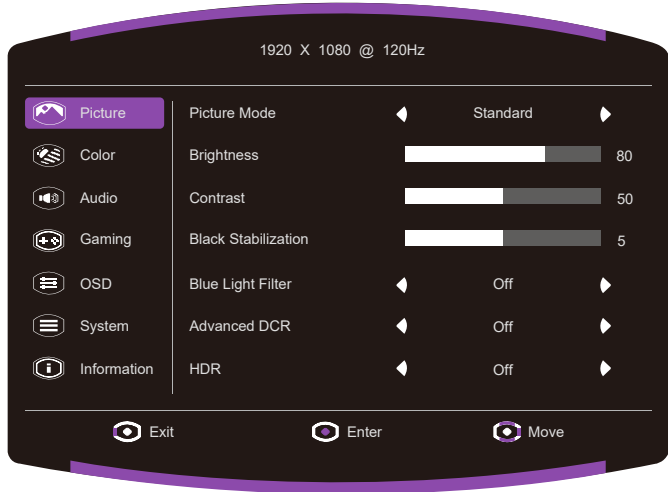 1920 X 1080 @ 120Hz
Picture Picture Mode Standard
Color Brightness 80
Audio Contrast 50
Gaming Black Stabilization 5
OSD Blue Light Filter Off
System Advanced DCR Off
Information HDR Off
Exit Enter Move